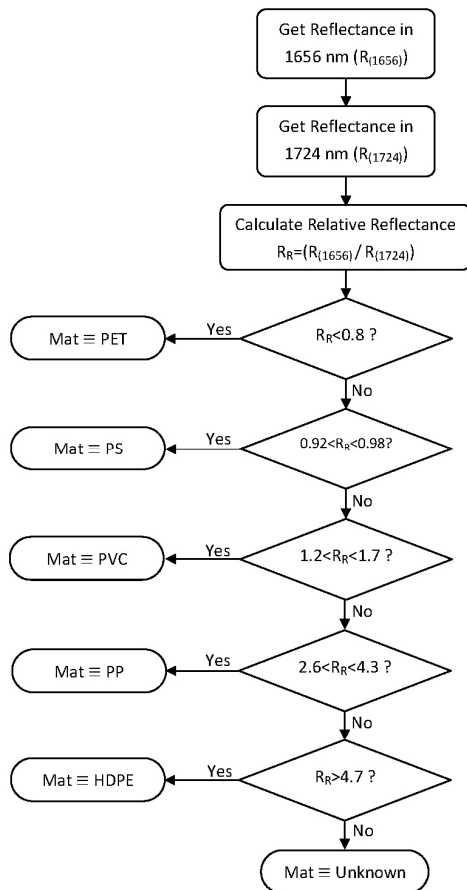 Get Reflectance in
1656 nm (R(1656))
Get Reflectance in
1724 nm (R(1724))
Calculate Relative Reflectance
RR=(R(1656) / R(1724))
RR<0.8 ?
Yes
Mat ≡ PET
No
0.92<RR<0.98?
Yes
Mat ≡ PS
No
1.2<RR<1.7 ?
Yes
Mat ≡ PVC
No
2.6<RR<4.3 ?
Yes
Mat ≡ PP
No
RR>4.7 ?
Yes
Mat ≡ HDPE
No
Mat ≡ Unknown